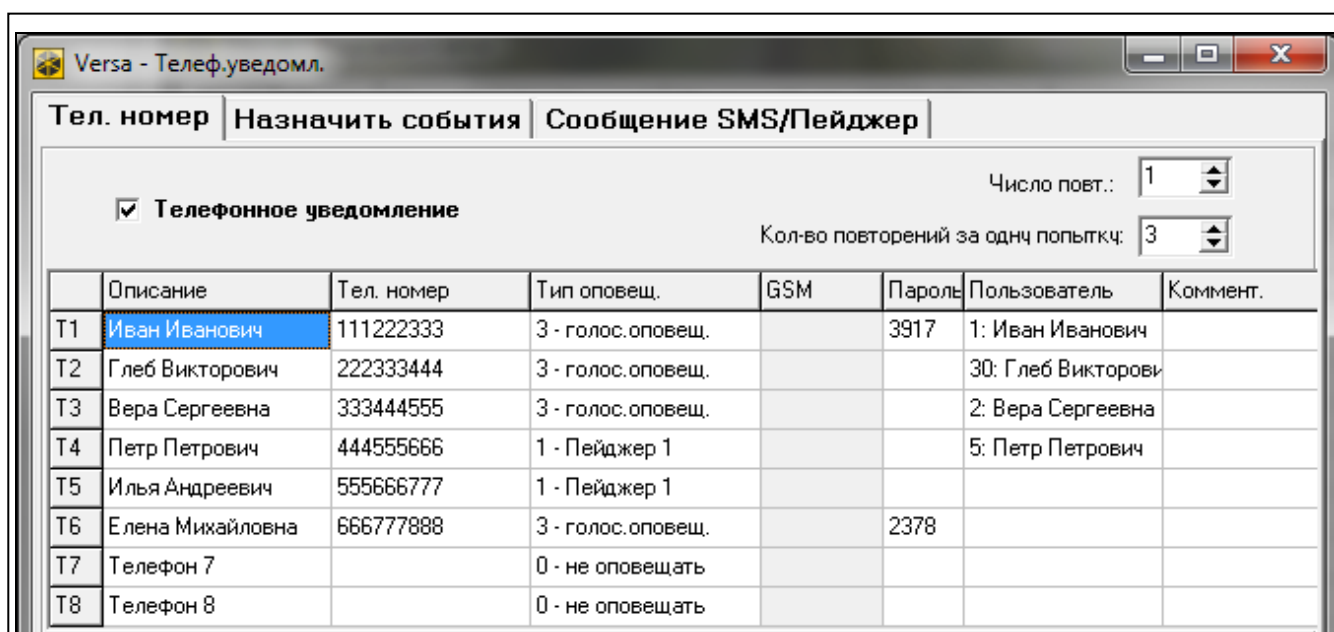 Versa - Телеф.уведомл.
Тел. номер Назначить события Сообщение SMS/Пейджер
Число повт.: 1
Телефонное уведомление
Кол-во повторений за одну попытку: 3
Описание Тел. номер Тип оповещ. GSM Пароль Пользователь Коммент.
T1 Иван Иванович 111222333 3 - голос.оповещ. 3917 1: Иван Иванович
T2 Глеб Викторович 222333444 3 - голос.оповещ. 30: Глеб Викторови
T3 Вера Сергеевна 333444555 3 - голос.оповещ. 2: Вера Сергеевна
T4 Петр Петрович 444555666 1 - Пейджер 1 5: Петр Петрович
T5 Илья Андреевич 555666777 1 - Пейджер 1
T6 Елена Михайловна 666777888 3 - голос.оповещ. 2378
T7 Телефон 7 0 - не оповещать
T8 Телефон 8 0 - не оповещать